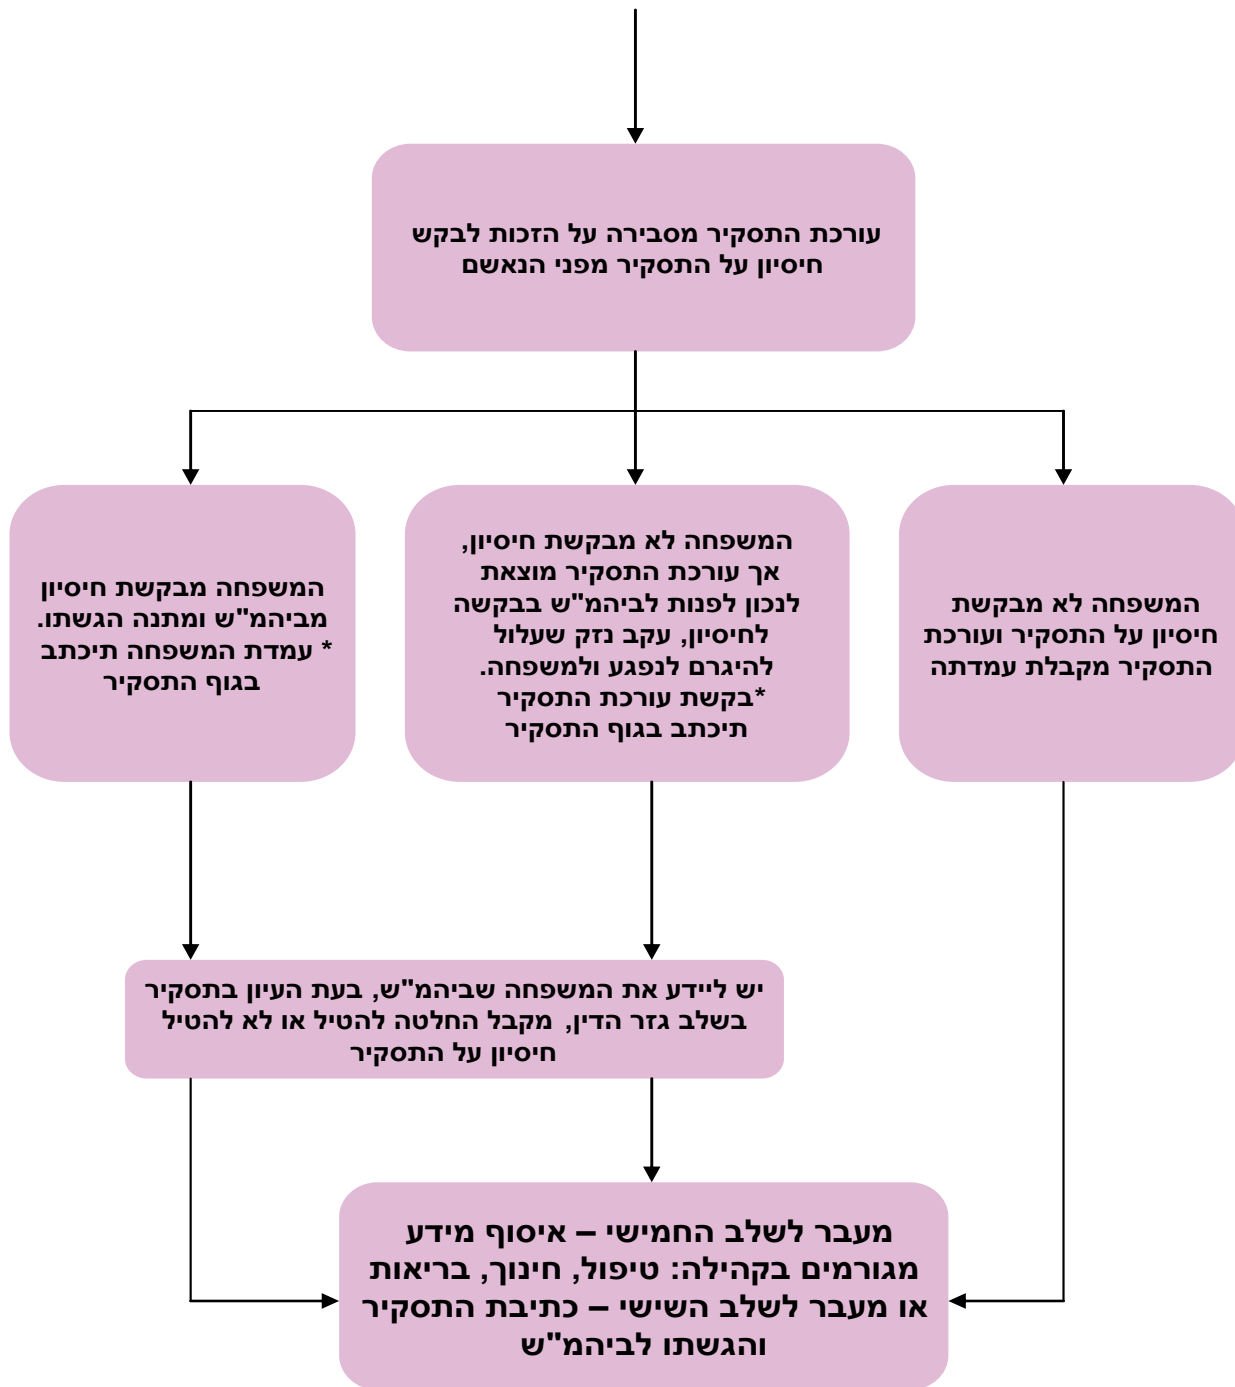 עורכת התסקיר מסבירה על הזכות לבקש
חיסיון על התסקיר מפני הנאשם
המשפחה לא מבקשת
חיסיון על התסקיר ועורכת
התסקיר מקבלת עמדתה
המשפחה לא מבקשת חיסיון,
אך עורכת התסקיר מוצאת
לנכון לפנות לביהמ"ש בבקשה
לחיסיון, עקב נזק שעלול
להיגרם לנפגע ולמשפחה.
*בקשת עורכת התסקיר
תיכתב בגוף התסקיר
המשפחה מבקשת חיסיון
מביהמ"ש ומתנה הגשתו.
* עמדת המשפחה תיכתב
בגוף התסקיר
יש ליידע את המשפחה שביהמ"ש, בעת העיון בתסקיר
בשלב גזר הדין, מקבל החלטה להטיל או לא להטיל
חיסיון על התסקיר
מעבר לשלב החמישי – איסוף מידע
מגורמים בקהילה: טיפול, חינוך, בריאות
או מעבר לשלב השישי – כתיבת התסקיר
והגשתו לביהמ"ש